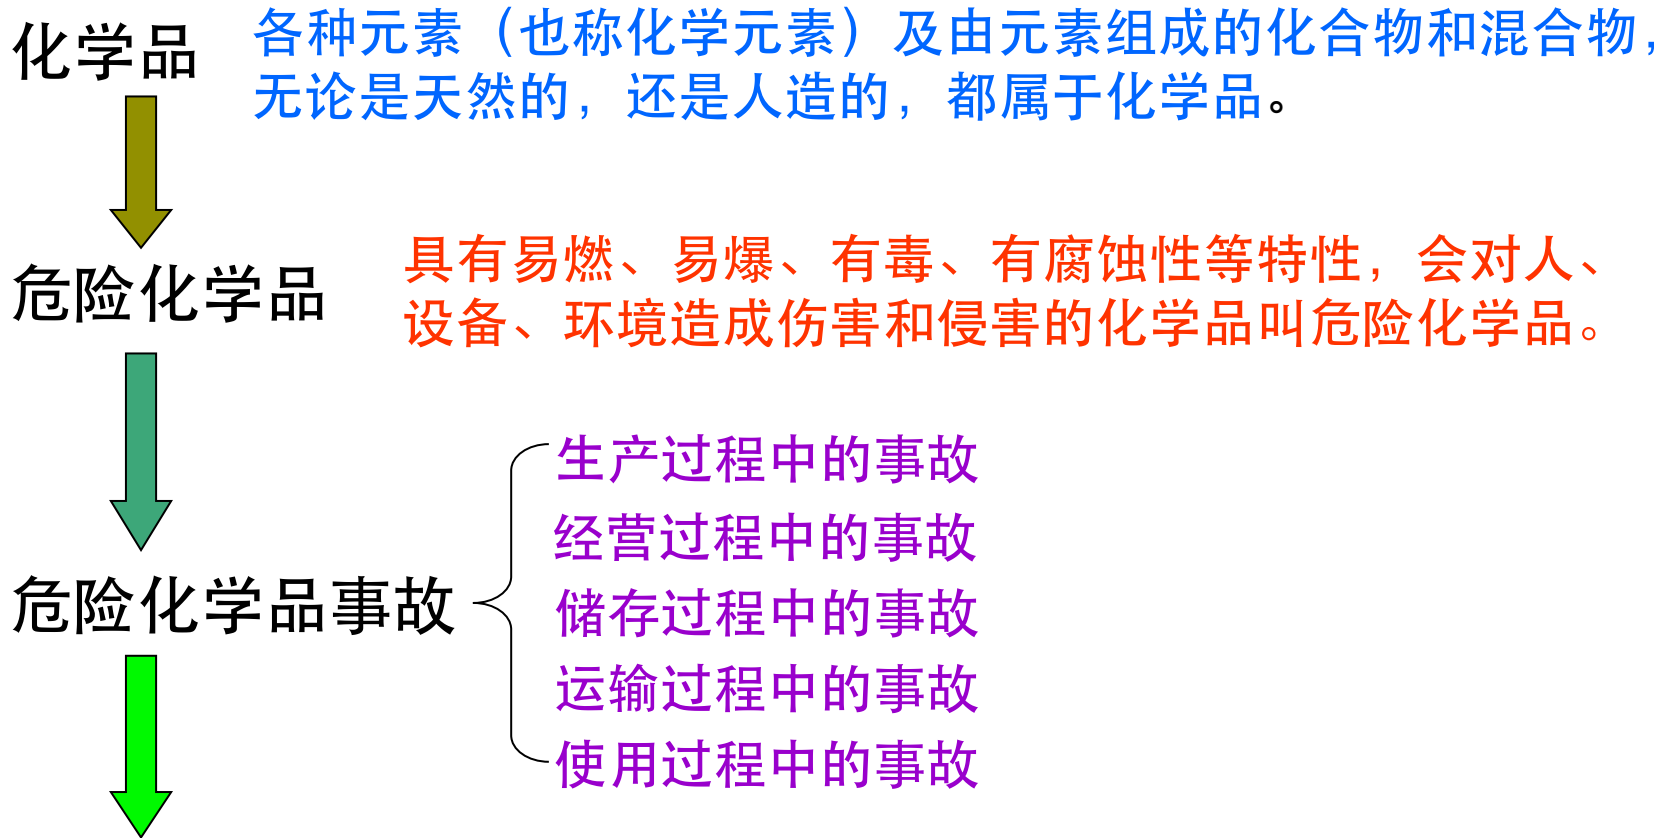 化学品
各种元素（也称化学元素）及由元素组成的化合物和混合物，
无论是天然的，还是人造的，都属于化学品。
危险化学品
具有易燃、易爆、有毒、有腐蚀性等特性，会对人、
设备、环境造成伤害和侵害的化学品叫危险化学品。
危险化学品事故
生产过程中的事故
经营过程中的事故
储存过程中的事故
运输过程中的事故
使用过程中的事故